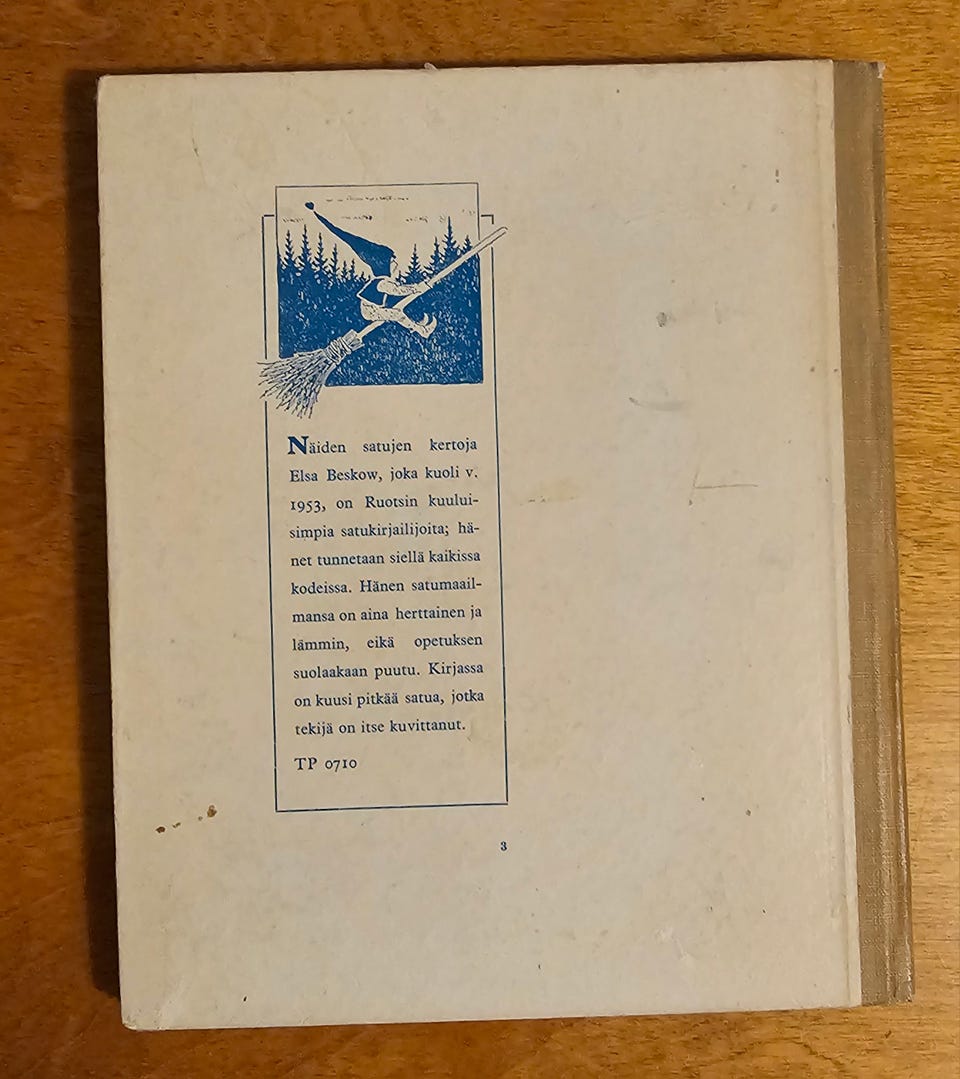 Näiden satujen kertoja
Elsa Beskow, joka kuoli v.
1953, on Ruotsin kuului-
simpia satukirjailijoita; hä-
net tunnetaan siellä kaikissa
kodeissa. Hänen satumaail-
mansa on aina herttainen ja
lämmin, eikä opetuksen
suolaakaan puutu. Kirjassa
on kuusi pitkää satua, jotka
tekijä on itse kuvittanut.
TP 0710
3